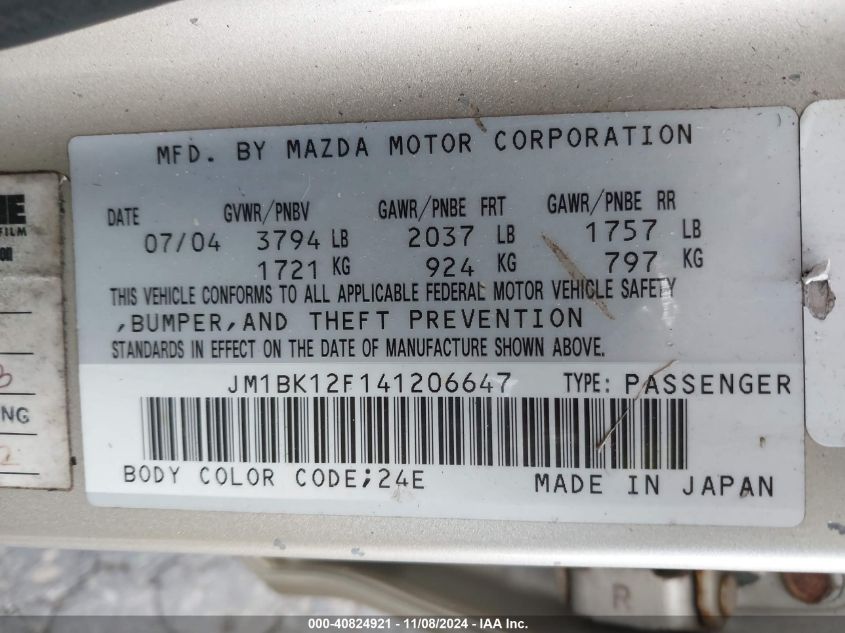 MFD. BY MAZDA MOTOR CORPORATION
DATE GVWR/PNBV GAWR/PNBE FRT GAWR/PNBE RR
07/04 3794 LB 2037 LB 1757 LB
1721 KG 924 KG 797 KG
THIS VEHICLE CONFORMS TO ALL APPLICABLE FEDERAL MOTOR VEHICLE SAFETY
,BUMPER,AND THEFT PREVENTION
STANDARDS IN EFFECT ON THE DATE OF MANUFACTURE SHOWN ABOVE.
JM1BK12F141206647 TYPE: PASSENGER
BODY COLOR CODE;24E MADE IN JAPAN
FILM
NG
R
000-40824921 - 11/08/2024 - IAA Inc.